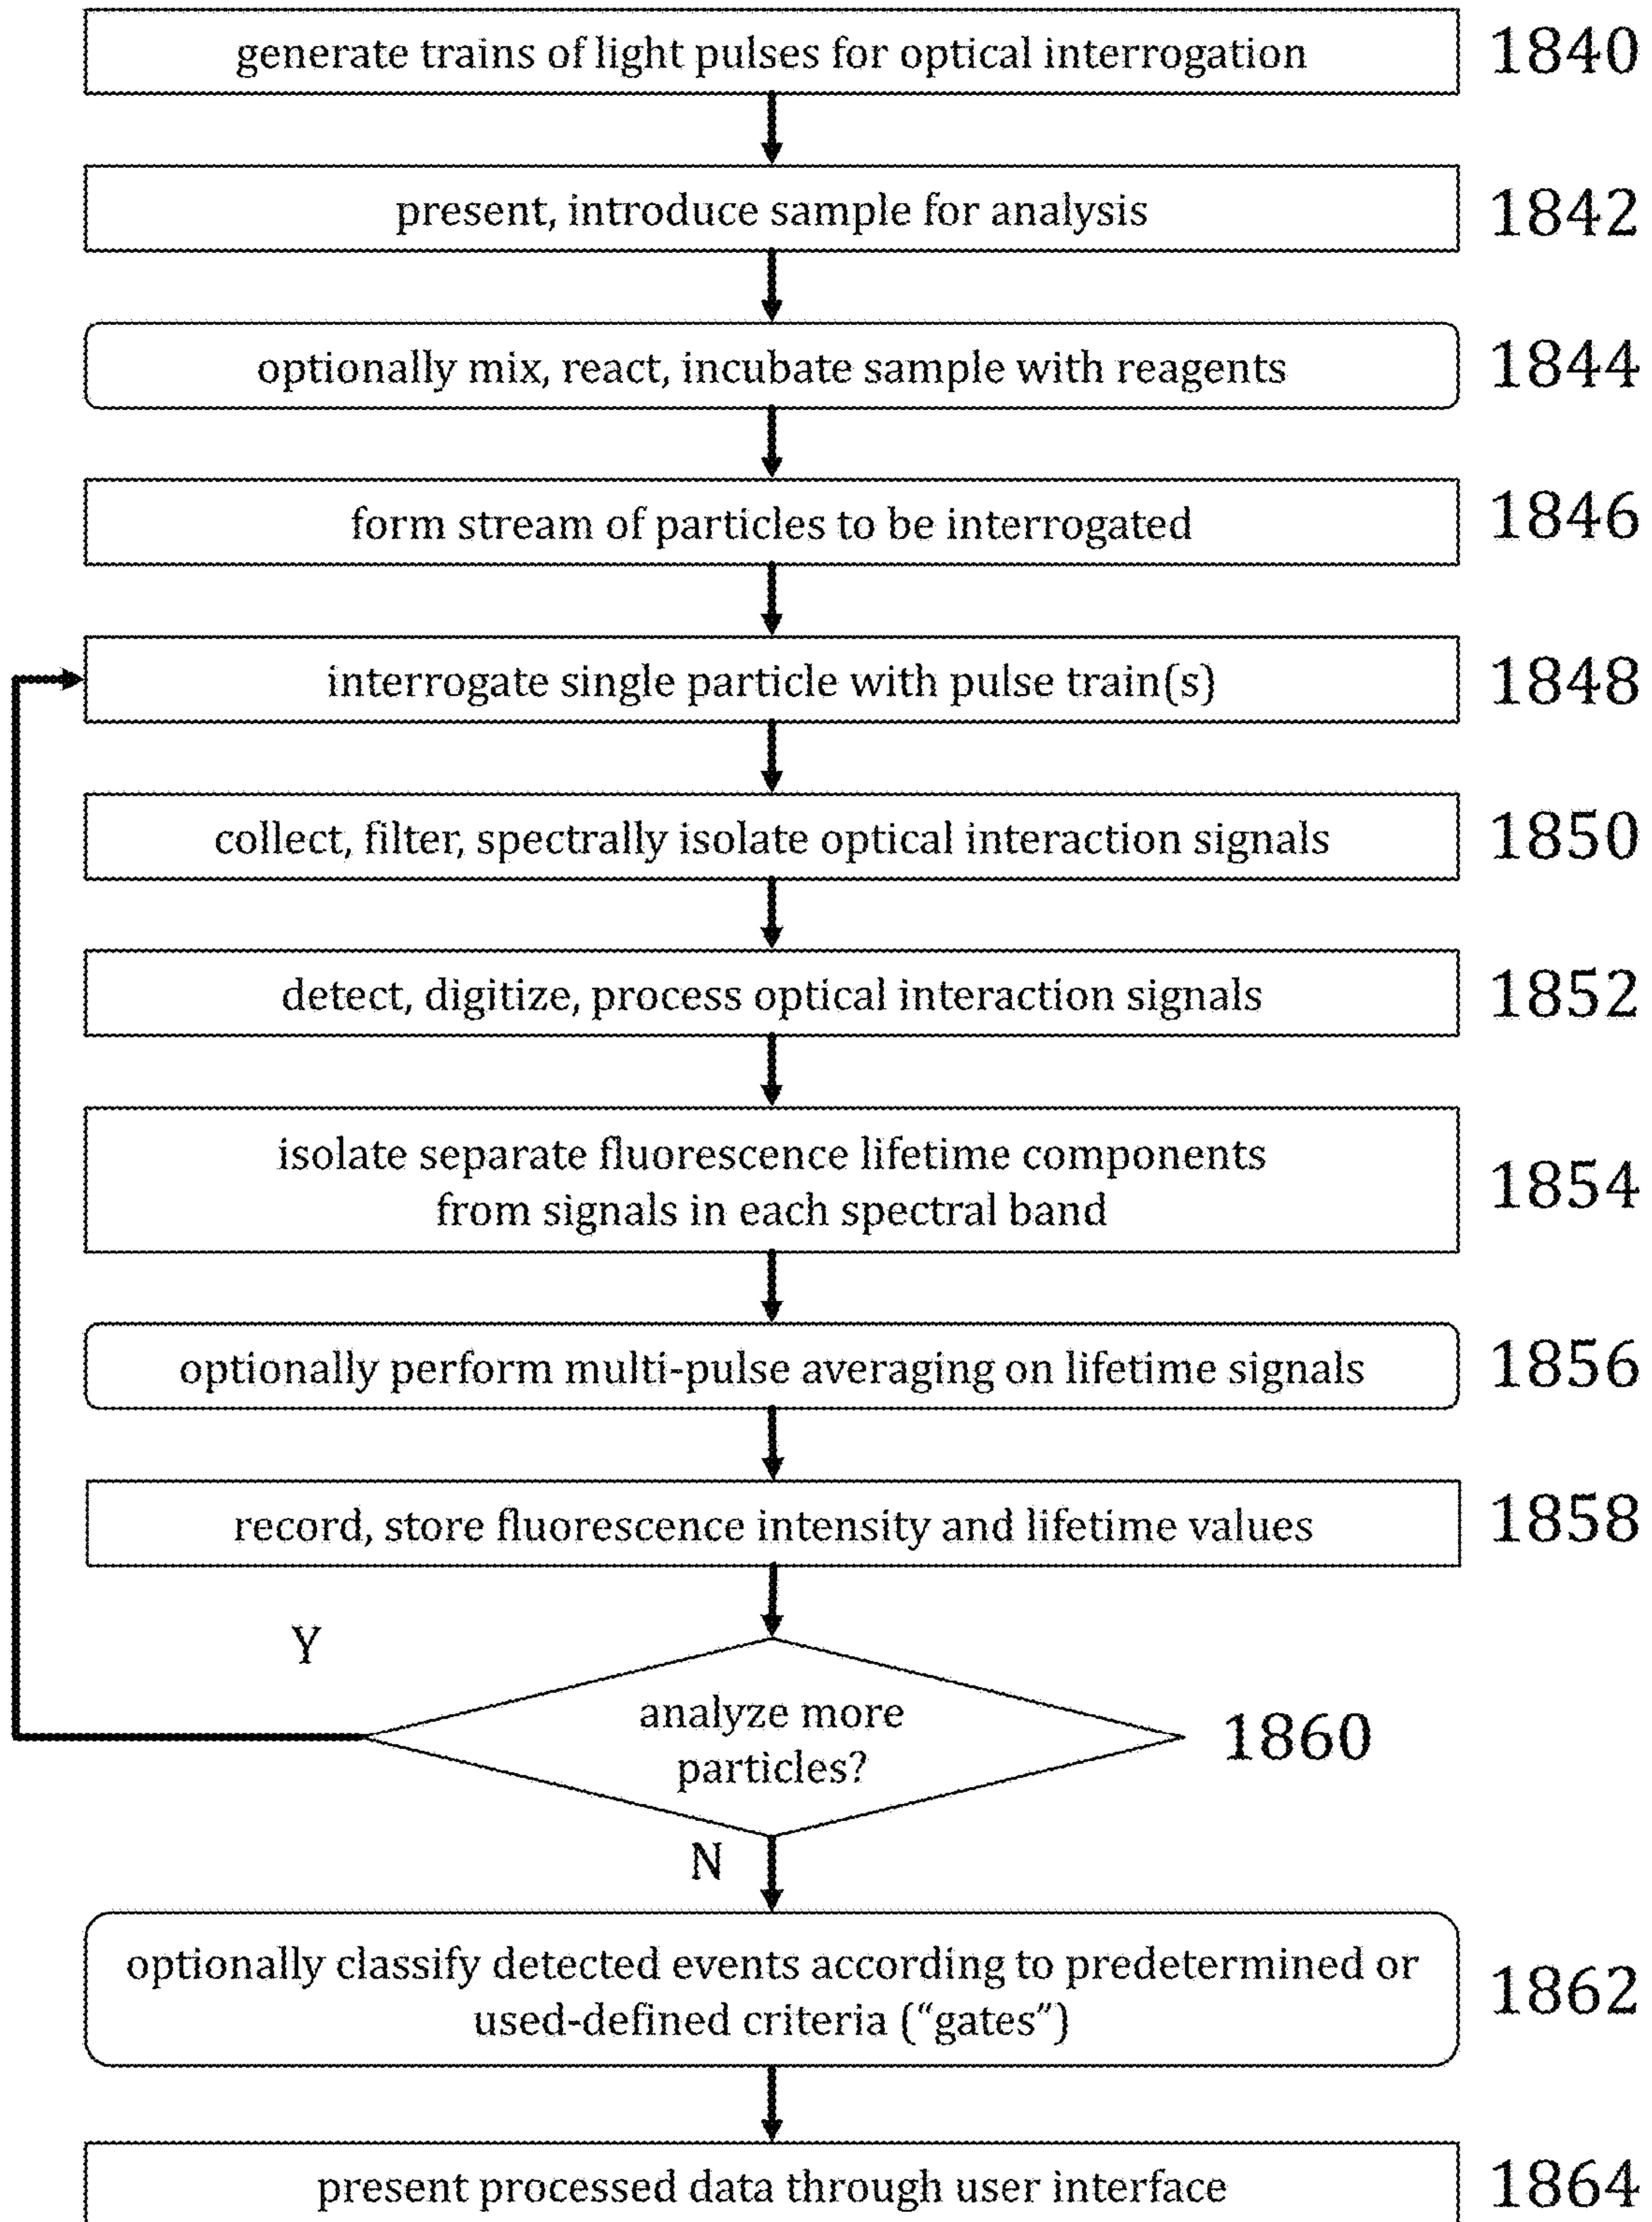 generate trains of light pulses for optical interrogation 1840
present, introduce sample for analysis 1842
optionally mix, react, incubate sample with reagents 1844
form stream of particles to be interrogated 1846
interrogate single particle with pulse train(s) 1848
collect, filter, spectrally isolate optical interaction signals 1850
detect, digitize, process optical interaction signals 1852
isolate separate fluorescence lifetime components
from signals in each spectral band
1854
optionally perform multi-pulse averaging on lifetime signals 1856
record, store fluorescence intensity and lifetime values 1858
Y
analyze more
particles?
1860
N
optionally classify detected events according to predetermined or
used-defined criteria (“gates”)
1862
present processed data through user interface 1864